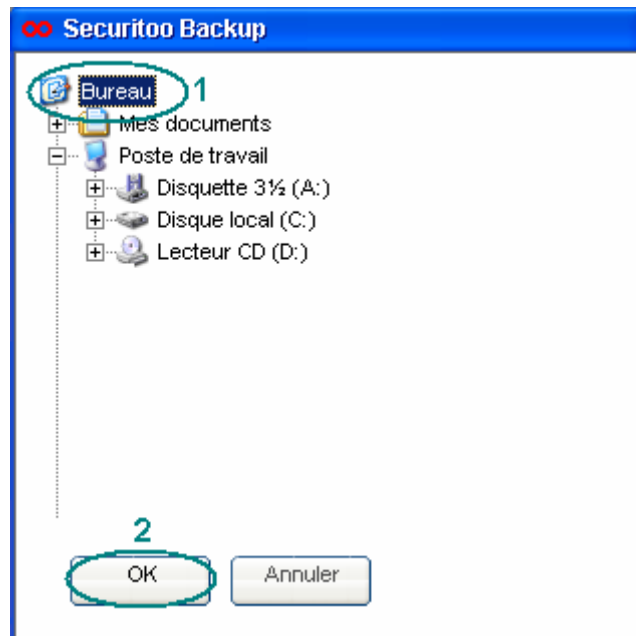 Securitoo Backup
Bureau 1
Mes documents
Poste de travail
Disquette 3½ (A:)
Disque local (C:)
Lecteur CD (D:)
2
OK Annuler